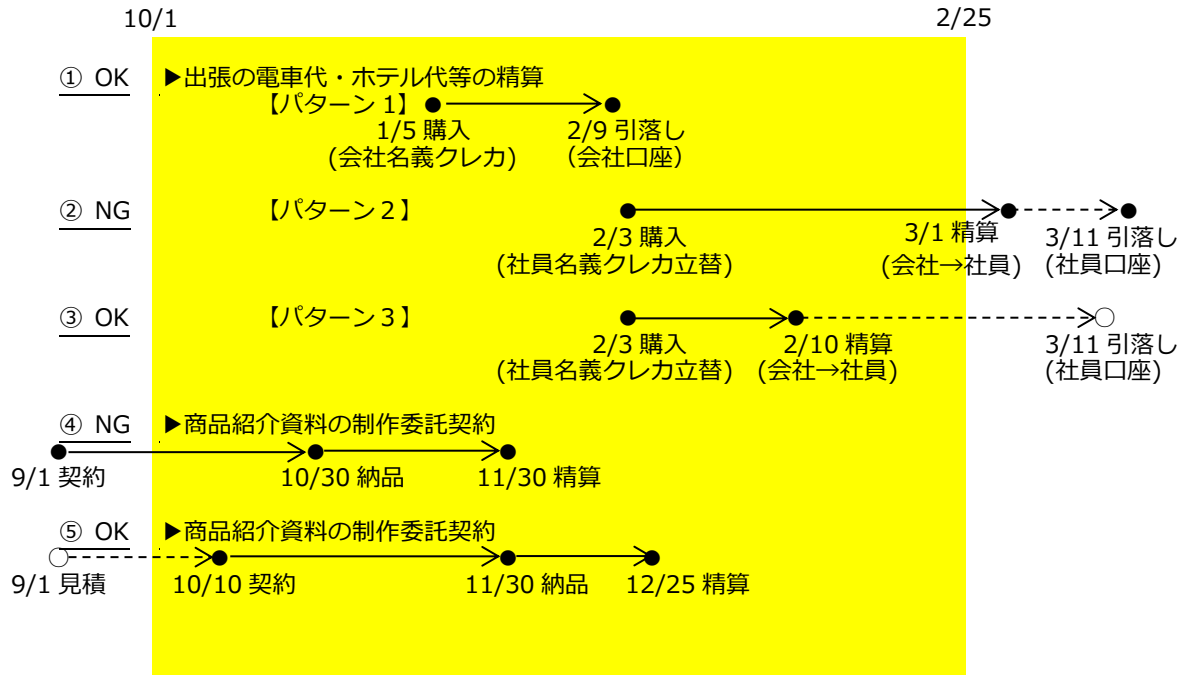 10/1 2/25
① OK ▶出張の電車代・ホテル代等の精算
【パターン1】
1/5 購入 2/9 引落し
(会社名義クレカ) （会社口座）
② NG 【パターン2】
2/3 購入 3/1 精算 3/11 引落し
(社員名義クレカ立替) (会社→社員) (社員口座)
③ OK 【パターン3】
2/3 購入 2/10 精算 3/11 引落し
(社員名義クレカ立替) (会社→社員) (社員口座)
④ NG ▶商品紹介資料の制作委託契約
9/1 契約 10/30 納品 11/30 精算
⑤ OK ▶商品紹介資料の制作委託契約
9/1 見積 10/10 契約 11/30 納品 12/25 精算